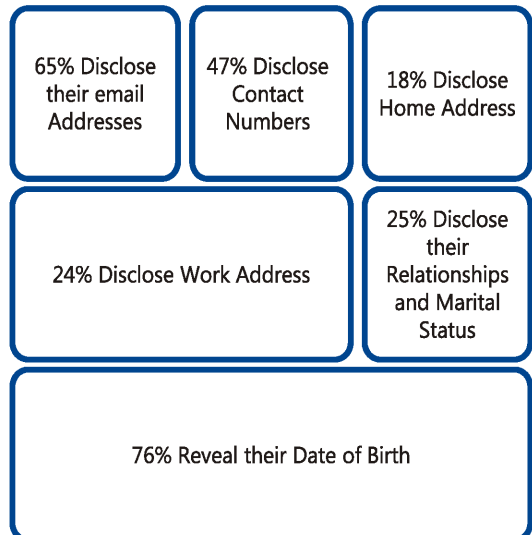 65% Disclose
their email
Addresses
47% Disclose
Contact
Numbers
18% Disclose
Home Address
24% Disclose Work Address
25% Disclose
their
Relationships
and Marital
Status
76% Reveal their Date of Birth